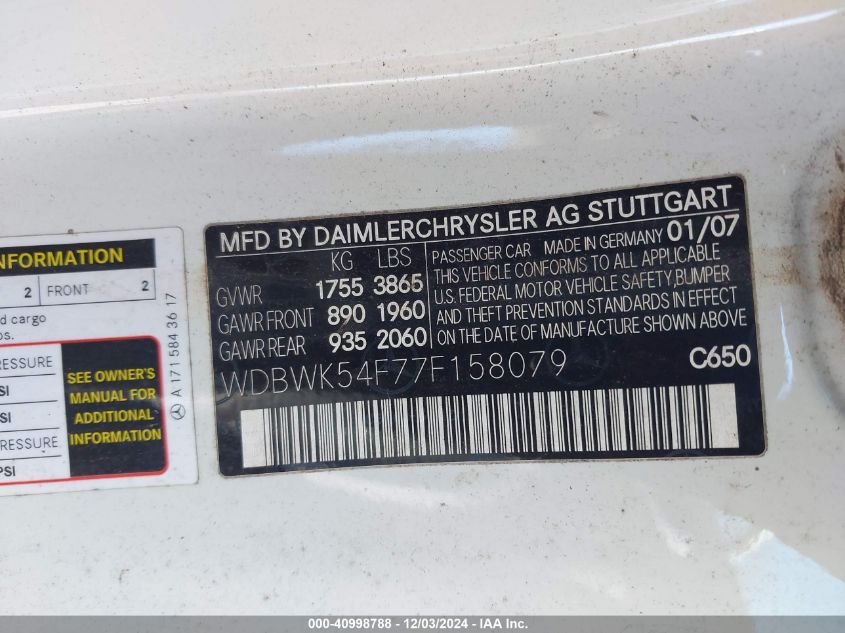 NFORMATION
2 FRONT 2
d cargo
os.
RESSURE
SI
SI
RESSURE
PSI
SEE OWNER'S
MANUAL FOR
ADDITIONAL
INFORMATION
A 171 584 36 17
MFD BY DAIMLERCHRYSLER AG STUTTGART
KG LBS
GVWR 1755 3865
GAWR FRONT 890 1960
GAWR REAR 935 2060
PASSENGER CAR MADE IN GERMANY 01/07
THIS VEHICLE CONFORMS TO ALL APPLICABLE
U.S. FEDERAL MOTOR VEHICLE SAFETY,BUMPER
AND THEFT PREVENTION STANDARDS IN EFFECT
ON THE DATE OF MANUFACTURE SHOWN ABOVE
WDBWK54F77F158079 C650
000-40998788 - 12/03/2024 - IAA Inc.